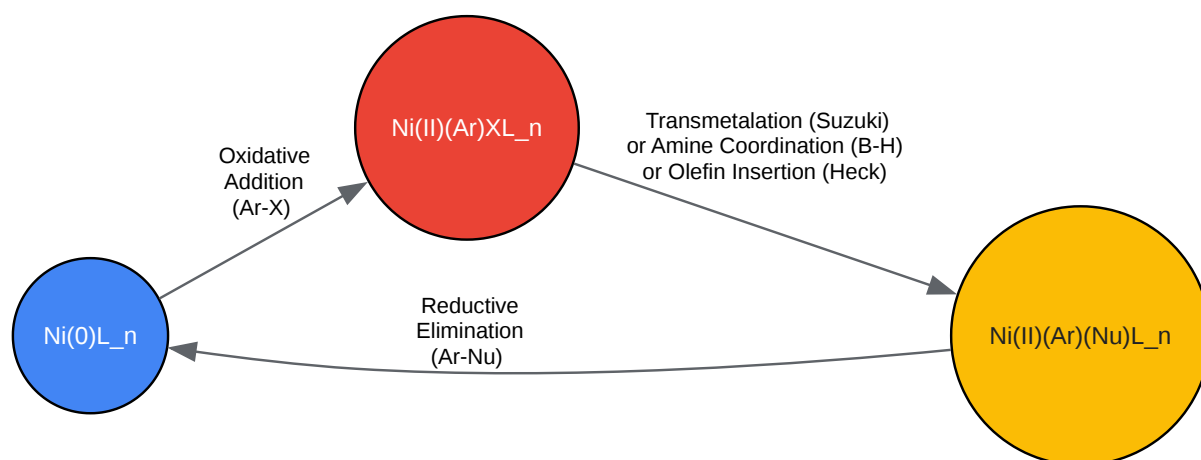 Ni(II)(Ar)XL_n
Transmetalation (Suzuki)
or Amine Coordination (B-H)
or Olefin Insertion (Heck)
Oxidative
Addition
(Ar-X)
Reductive
Elimination
(Ar-Nu)
Ni(0)L_n
Ni(II)(Ar)(Nu)L_n